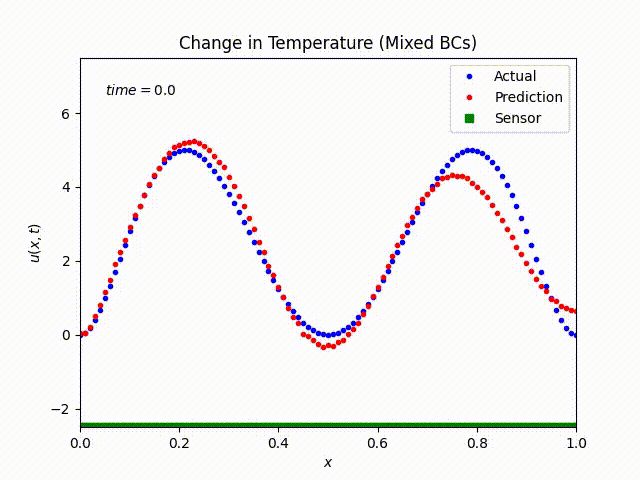 Change in Temperature (Mixed BCs)
time = 0.0
Actual
Prediction
Sensor
u(x, t)
6
4
2
0
−2
0.0 0.2 0.4 0.6 0.8 1.0
x